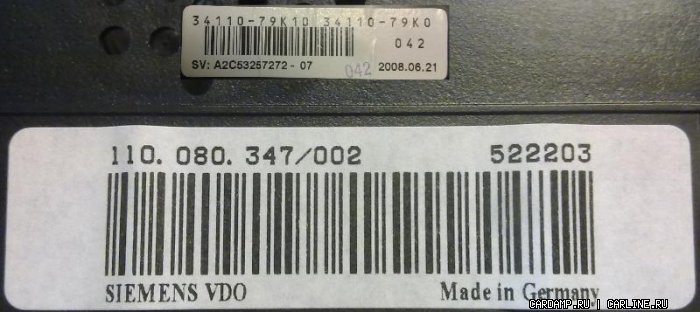 34110-79K10 34110-79K0
042
SV: A2C53257272 - 07 042 2008.06.21
110. 080. 347/002 522203
SIEMENS VDO Made in Germany
CARDAMP.RU | CARLINE.RU